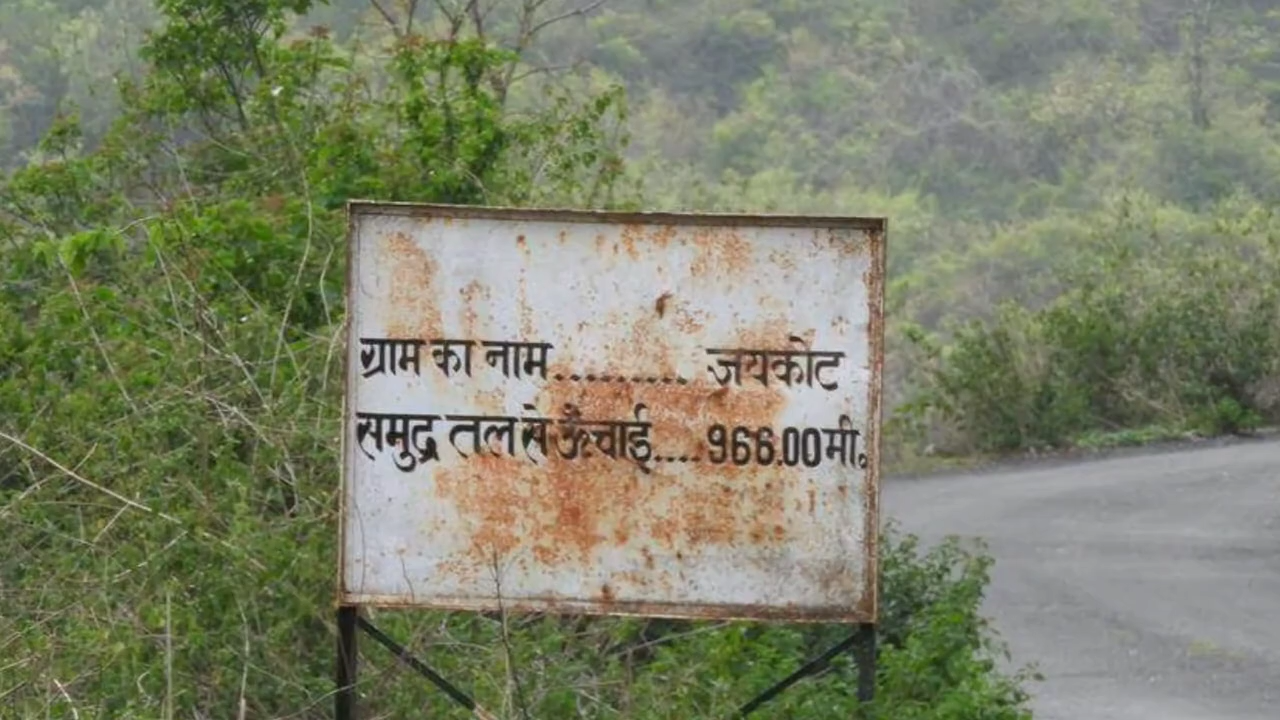 ग्राम का नाम......... जयकोट
समुद्र तल से ऊँचाई....966.00मी॰